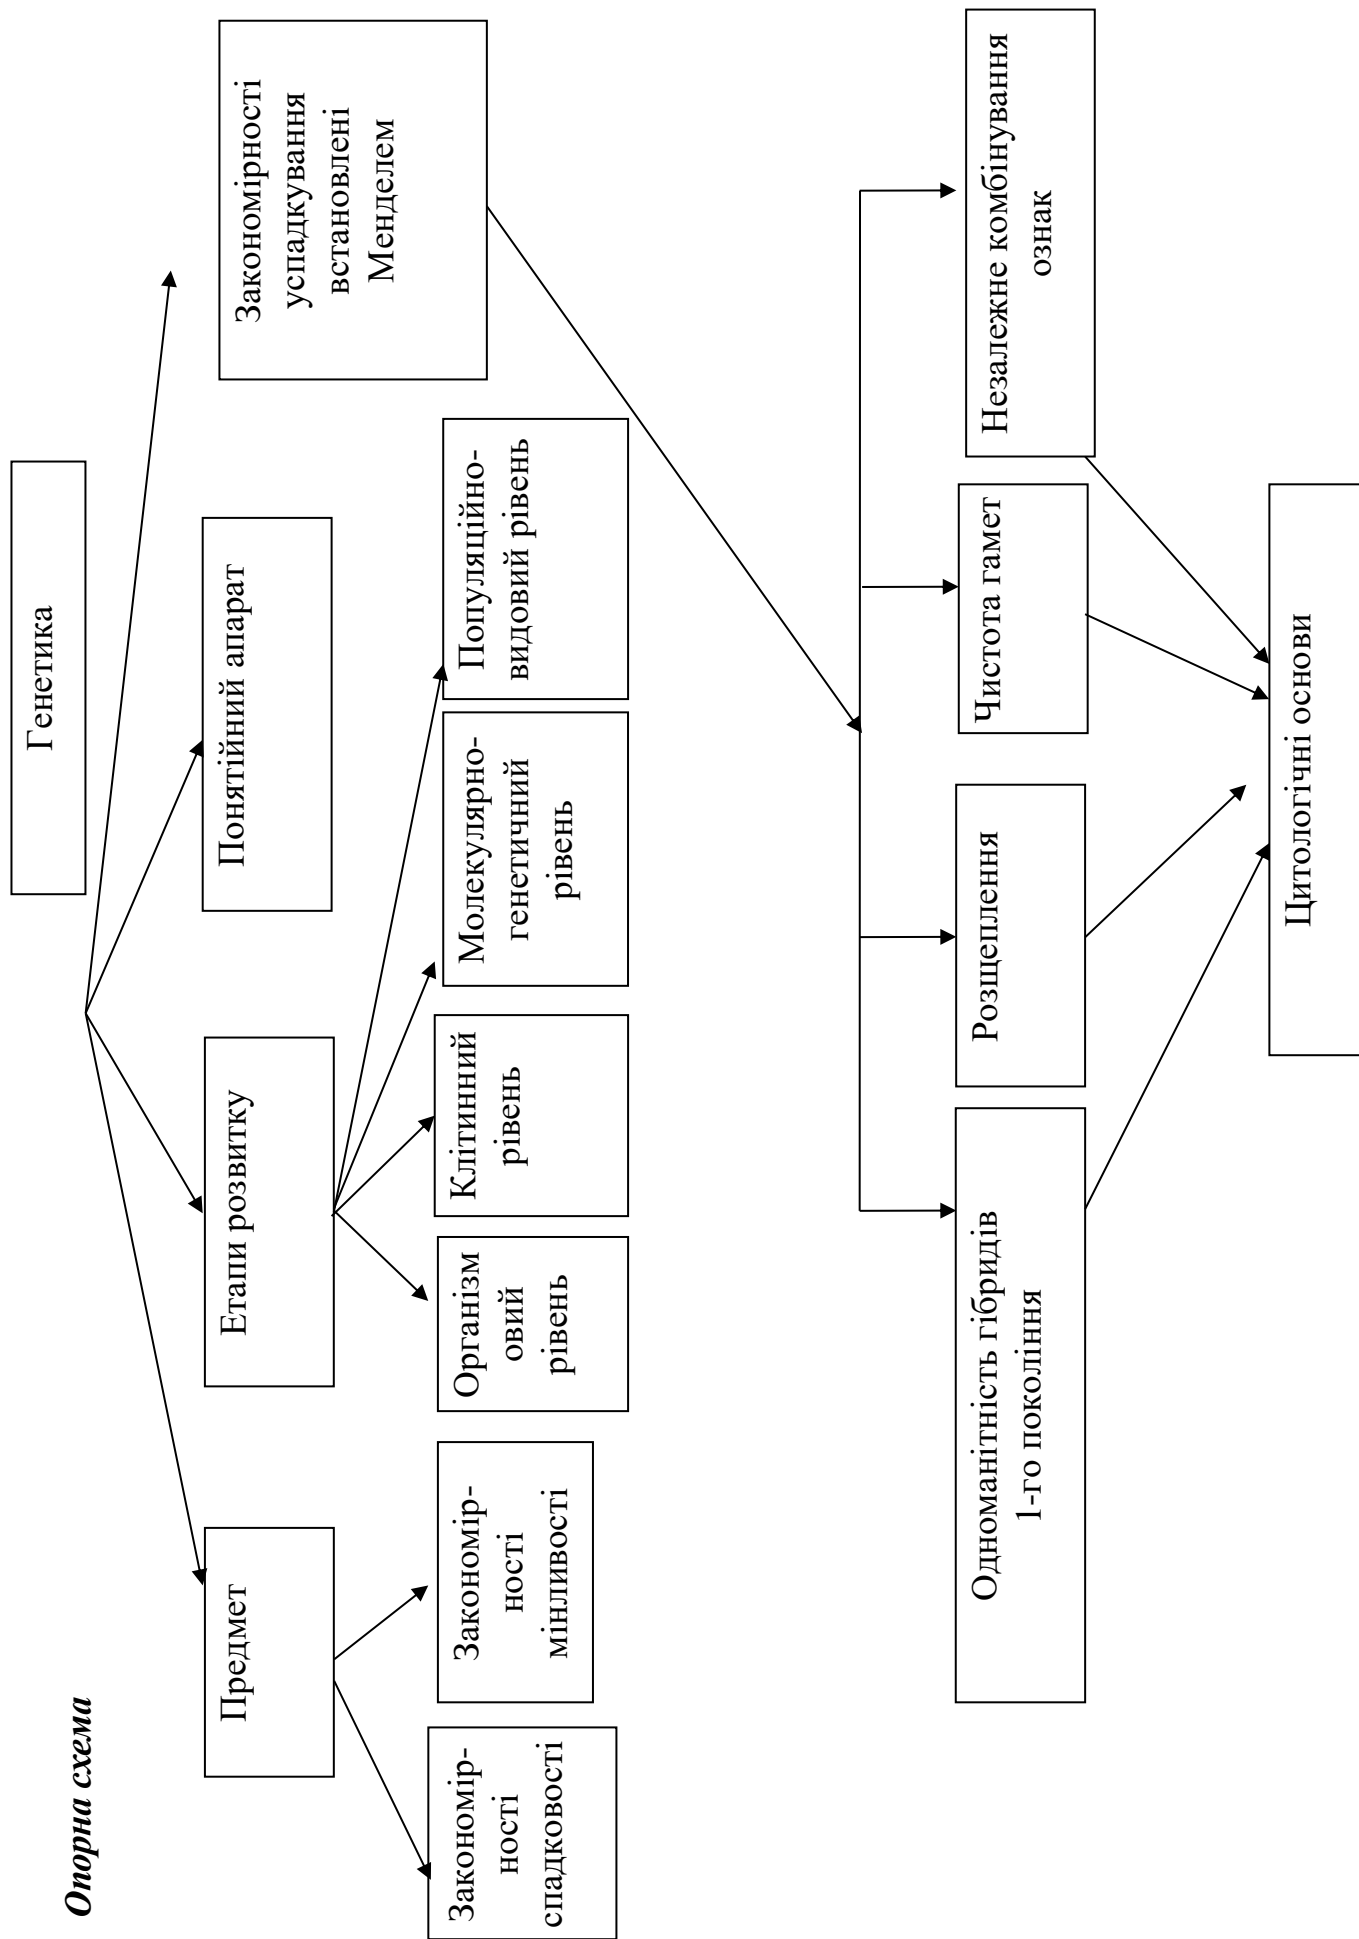 Опорна схема
Генетика
Предмет
Етапи розвитку
Понятійний апарат
Закономірності
успадкування
встановлені
Менделем
Закономір-
ності
спадковості
Закономір-
ності
мінливості
Організм
овий
рівень
Клітинний
рівень
Молекулярно-
генетичний
рівень
Популяційно-
видовий рівень
Одноманітність гібридів
1-го покоління
Розщеплення
Чистота гамет
Незалежне комбінування
ознак
Цитологічні основи